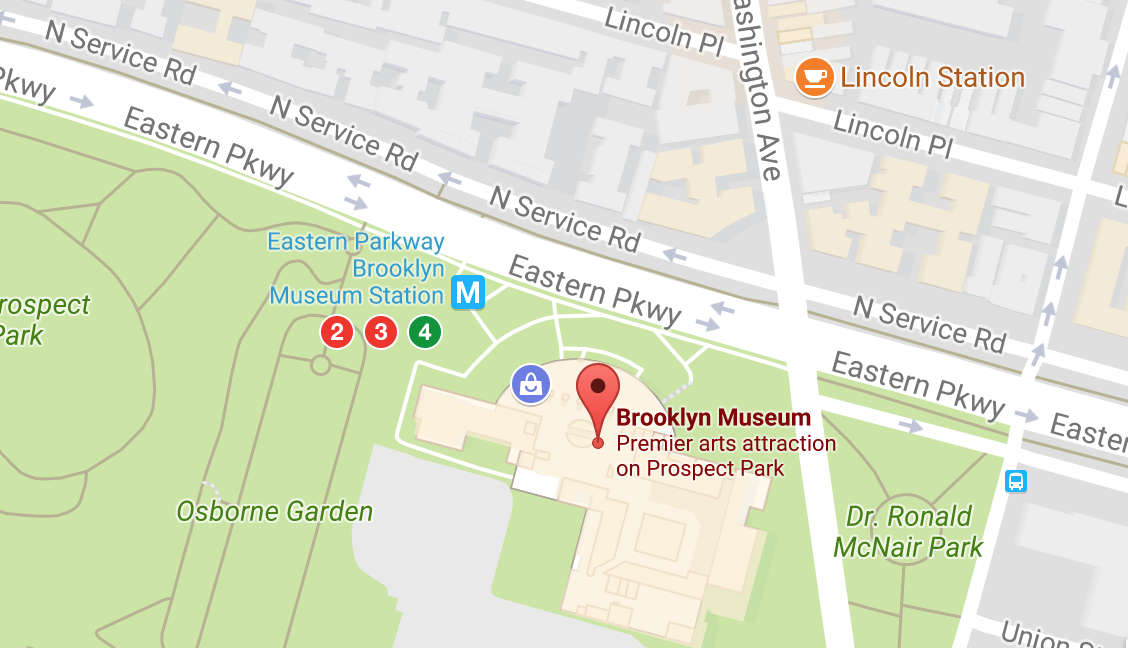 Lincoln Pl
N Service Rd
ashington Ave
Lincoln Station
Pkwy
Eastern Pkwy
N Service Rd
Lincoln Pl
N Service Rd
Eastern Parkway
Brooklyn
Museum Station
M
2 3 4
Eastern Pkwy
rospect
Park
N Service Rd
Eastern Pkwy
Easter
Brooklyn Museum
Premier arts attraction
on Prospect Park
Osborne Garden
Dr. Ronald
McNair Park
Union